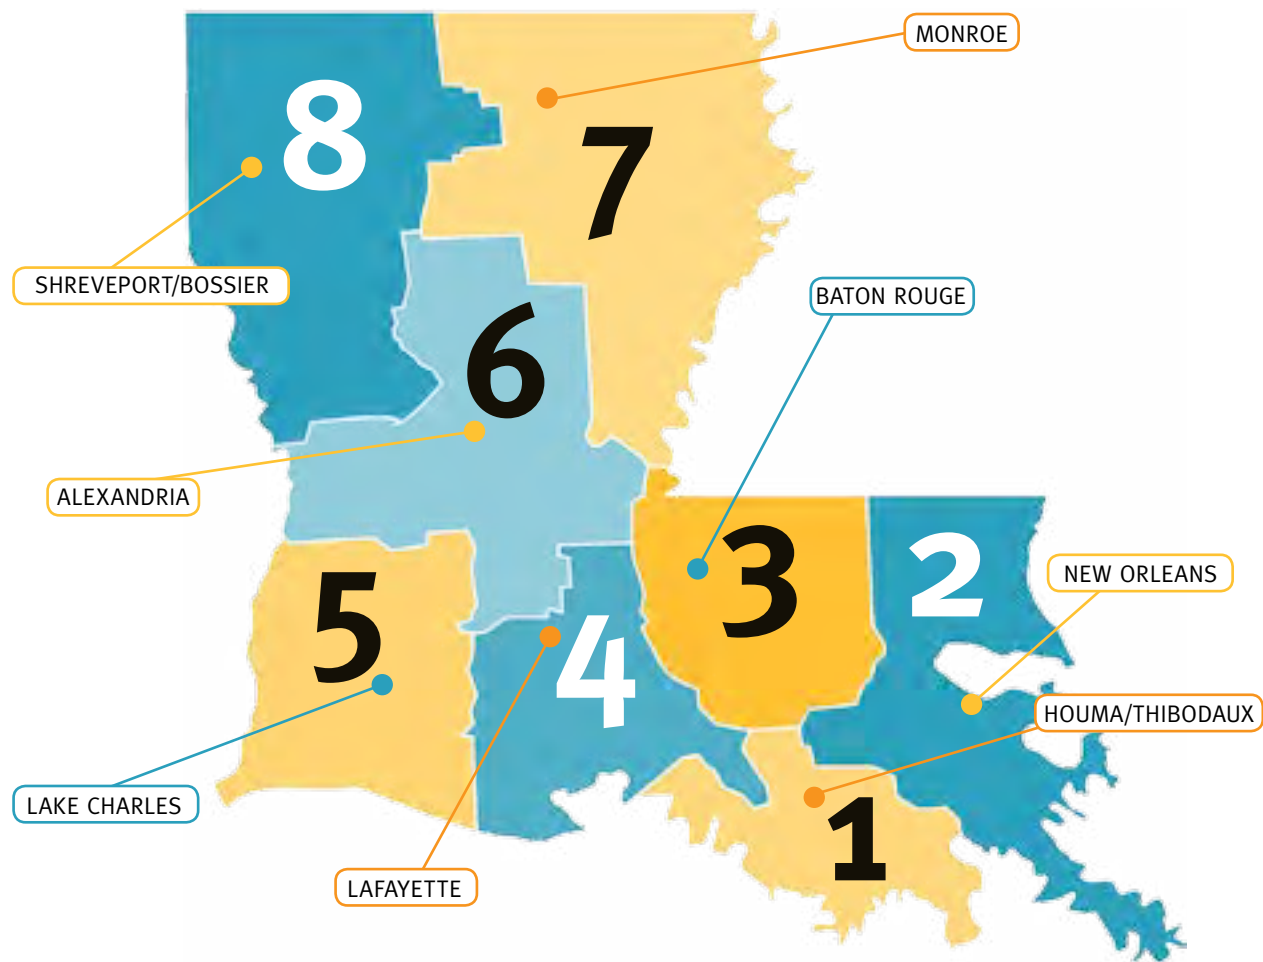 MONROE
8
7
SHREVEPORT/BOSSIER
BATON ROUGE
6
ALEXANDRIA
3
2
NEW ORLEANS
5
4
HOUMA/THIBODAUX
LAKE CHARLES
1
LAFAYETTE